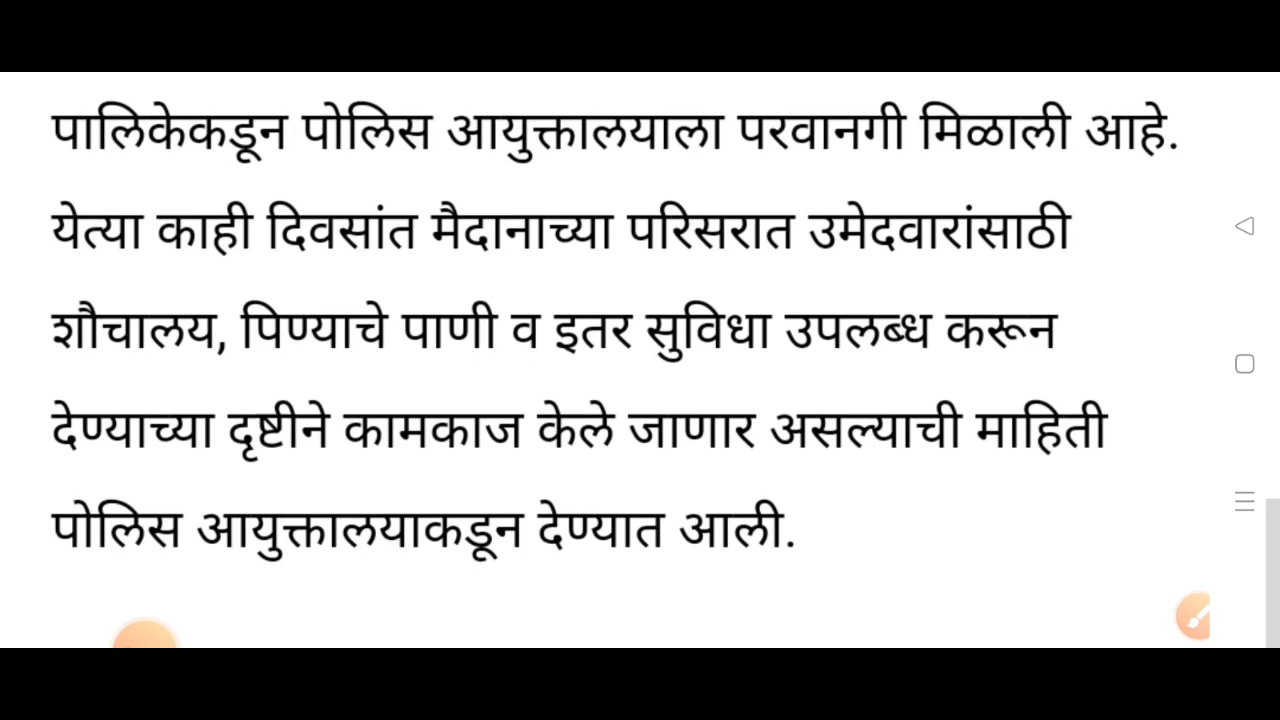 पालिकेकडून पोलिस आयुक्तालयाला परवानगी मिळाली आहे.
येत्या काही दिवसांत मैदानाच्या परिसरात उमेदवारांसाठी
शौचालय, पिण्याचे पाणी व इतर सुविधा उपलब्ध करून
देण्याच्या दृष्टीने कामकाज केले जाणार असल्याची माहिती
पोलिस आयुक्तालयाकडून देण्यात आली.